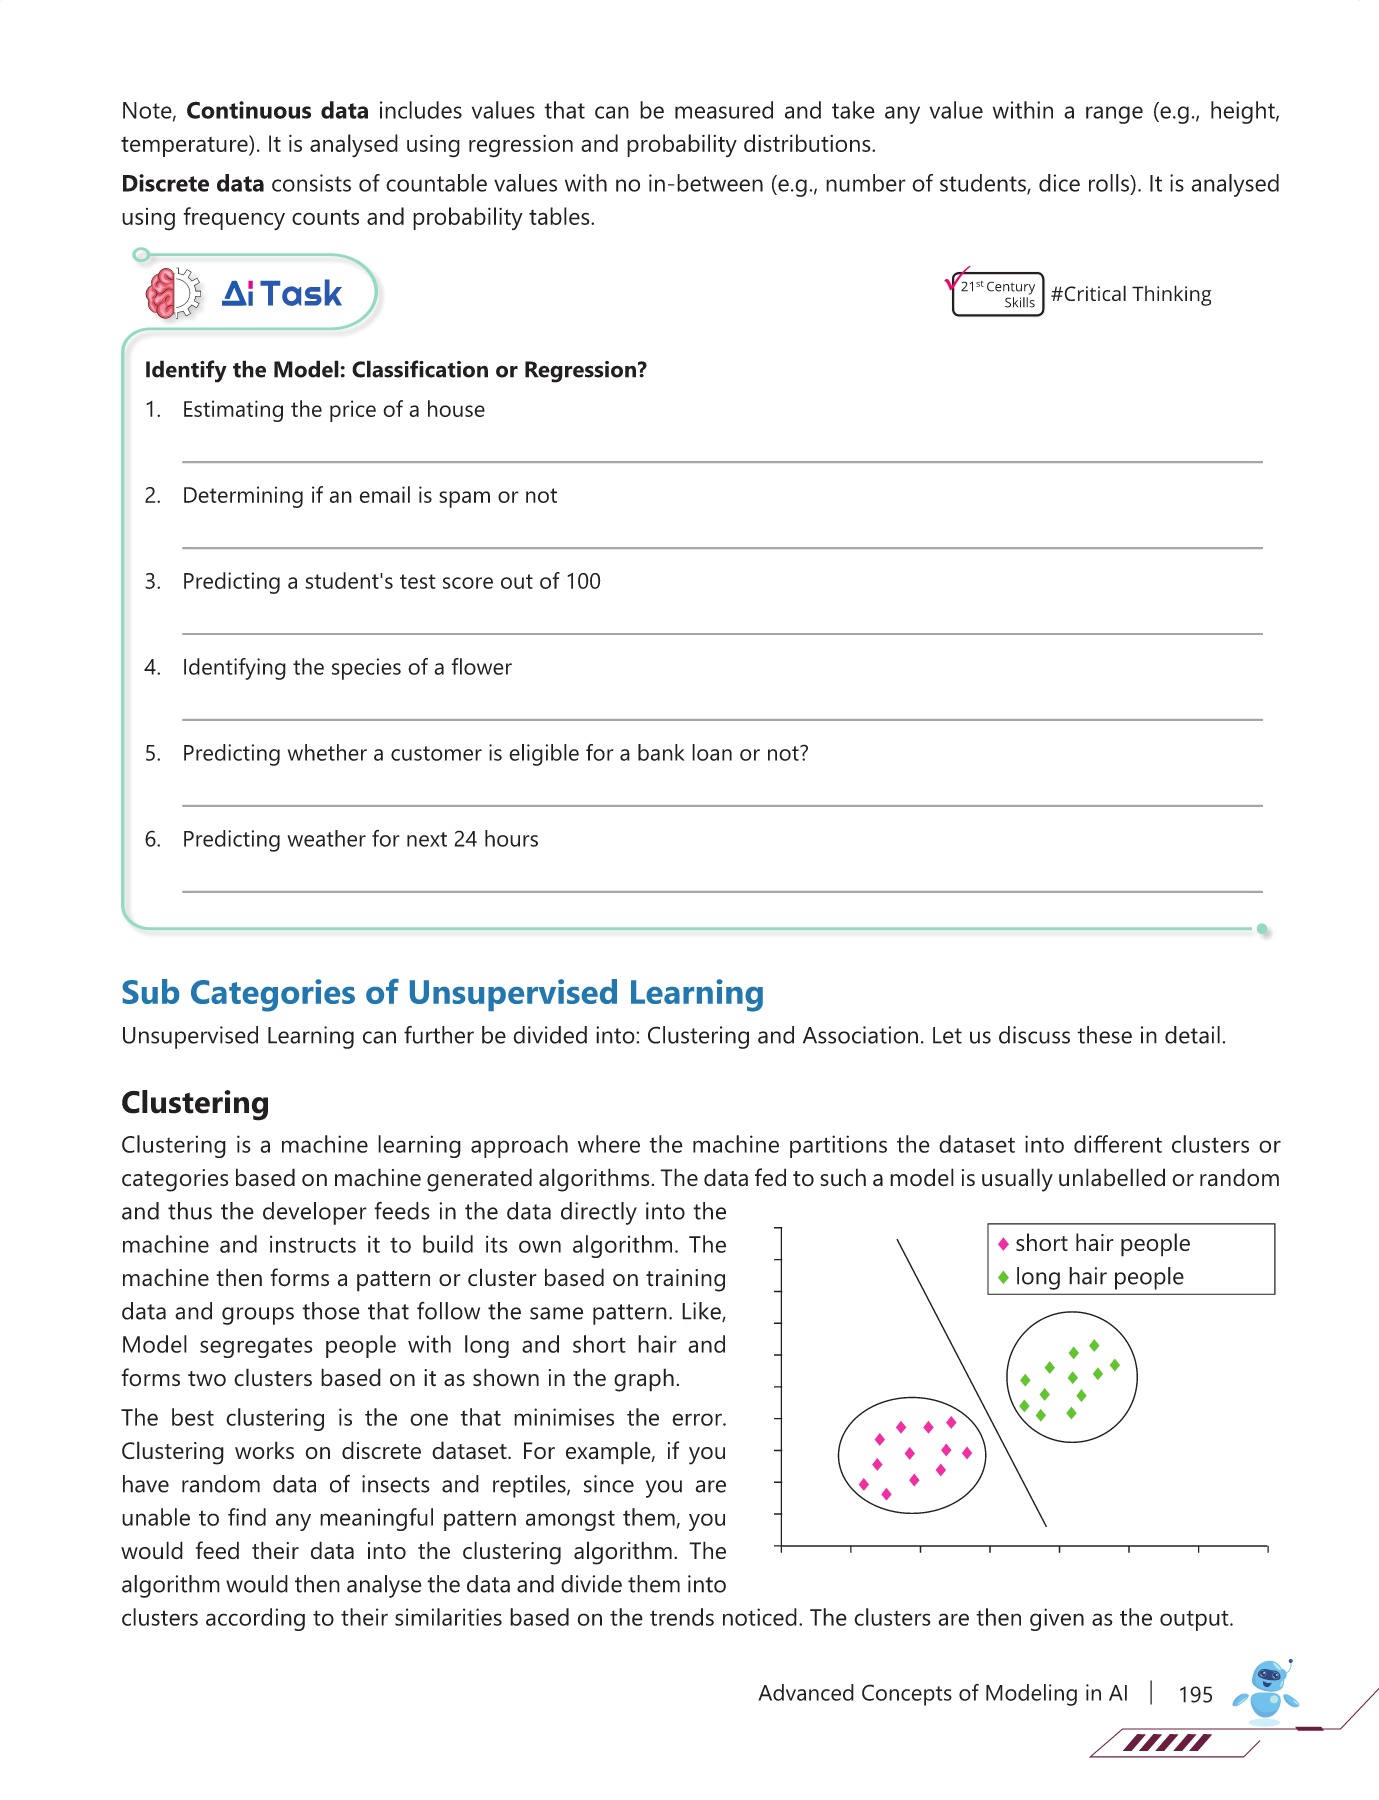 Note, Continuous data includes values that can be measured and take any value within a range (e.g., height,
temperature). It is analysed using regression and probability distributions.
Discrete data consists of countable values with no in-between (e.g., number of students, dice rolls). It is analysed
using frequency counts and probability tables.
Ai Task
21st Century
Skills
#Critical Thinking
Identify the Model: Classification or Regression?
1. Estimating the price of a house
2. Determining if an email is spam or not
3. Predicting a student's test score out of 100
4. Identifying the species of a flower
5. Predicting whether a customer is eligible for a bank loan or not?
6. Predicting weather for next 24 hours
Sub Categories of Unsupervised Learning
Unsupervised Learning can further be divided into: Clustering and Association. Let us discuss these in detail.
Clustering
Clustering is a machine learning approach where the machine partitions the dataset into different clusters or
categories based on machine generated algorithms. The data fed to such a model is usually unlabelled or random
and thus the developer feeds in the data directly into the
machine and instructs it to build its own algorithm. The
machine then forms a pattern or cluster based on training
data and groups those that follow the same pattern. Like,
Model segregates people with long and short hair and
forms two clusters based on it as shown in the graph.
short hair people
long hair people
The best clustering is the one that minimises the error.
Clustering works on discrete dataset. For example, if you
have random data of insects and reptiles, since you are
unable to find any meaningful pattern amongst them, you
would feed their data into the clustering algorithm. The
algorithm would then analyse the data and divide them into
clusters according to their similarities based on the trends noticed. The clusters are then given as the output.
Advanced Concepts of Modeling in AI | 195